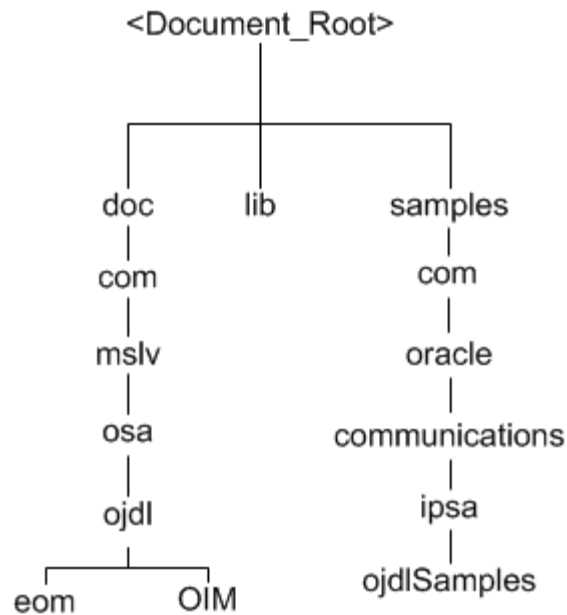 <Document_Root>
doc lib samples
com com
mslv oracle
osa communications
ojdl ipsa
eom OIM ojdlSamples